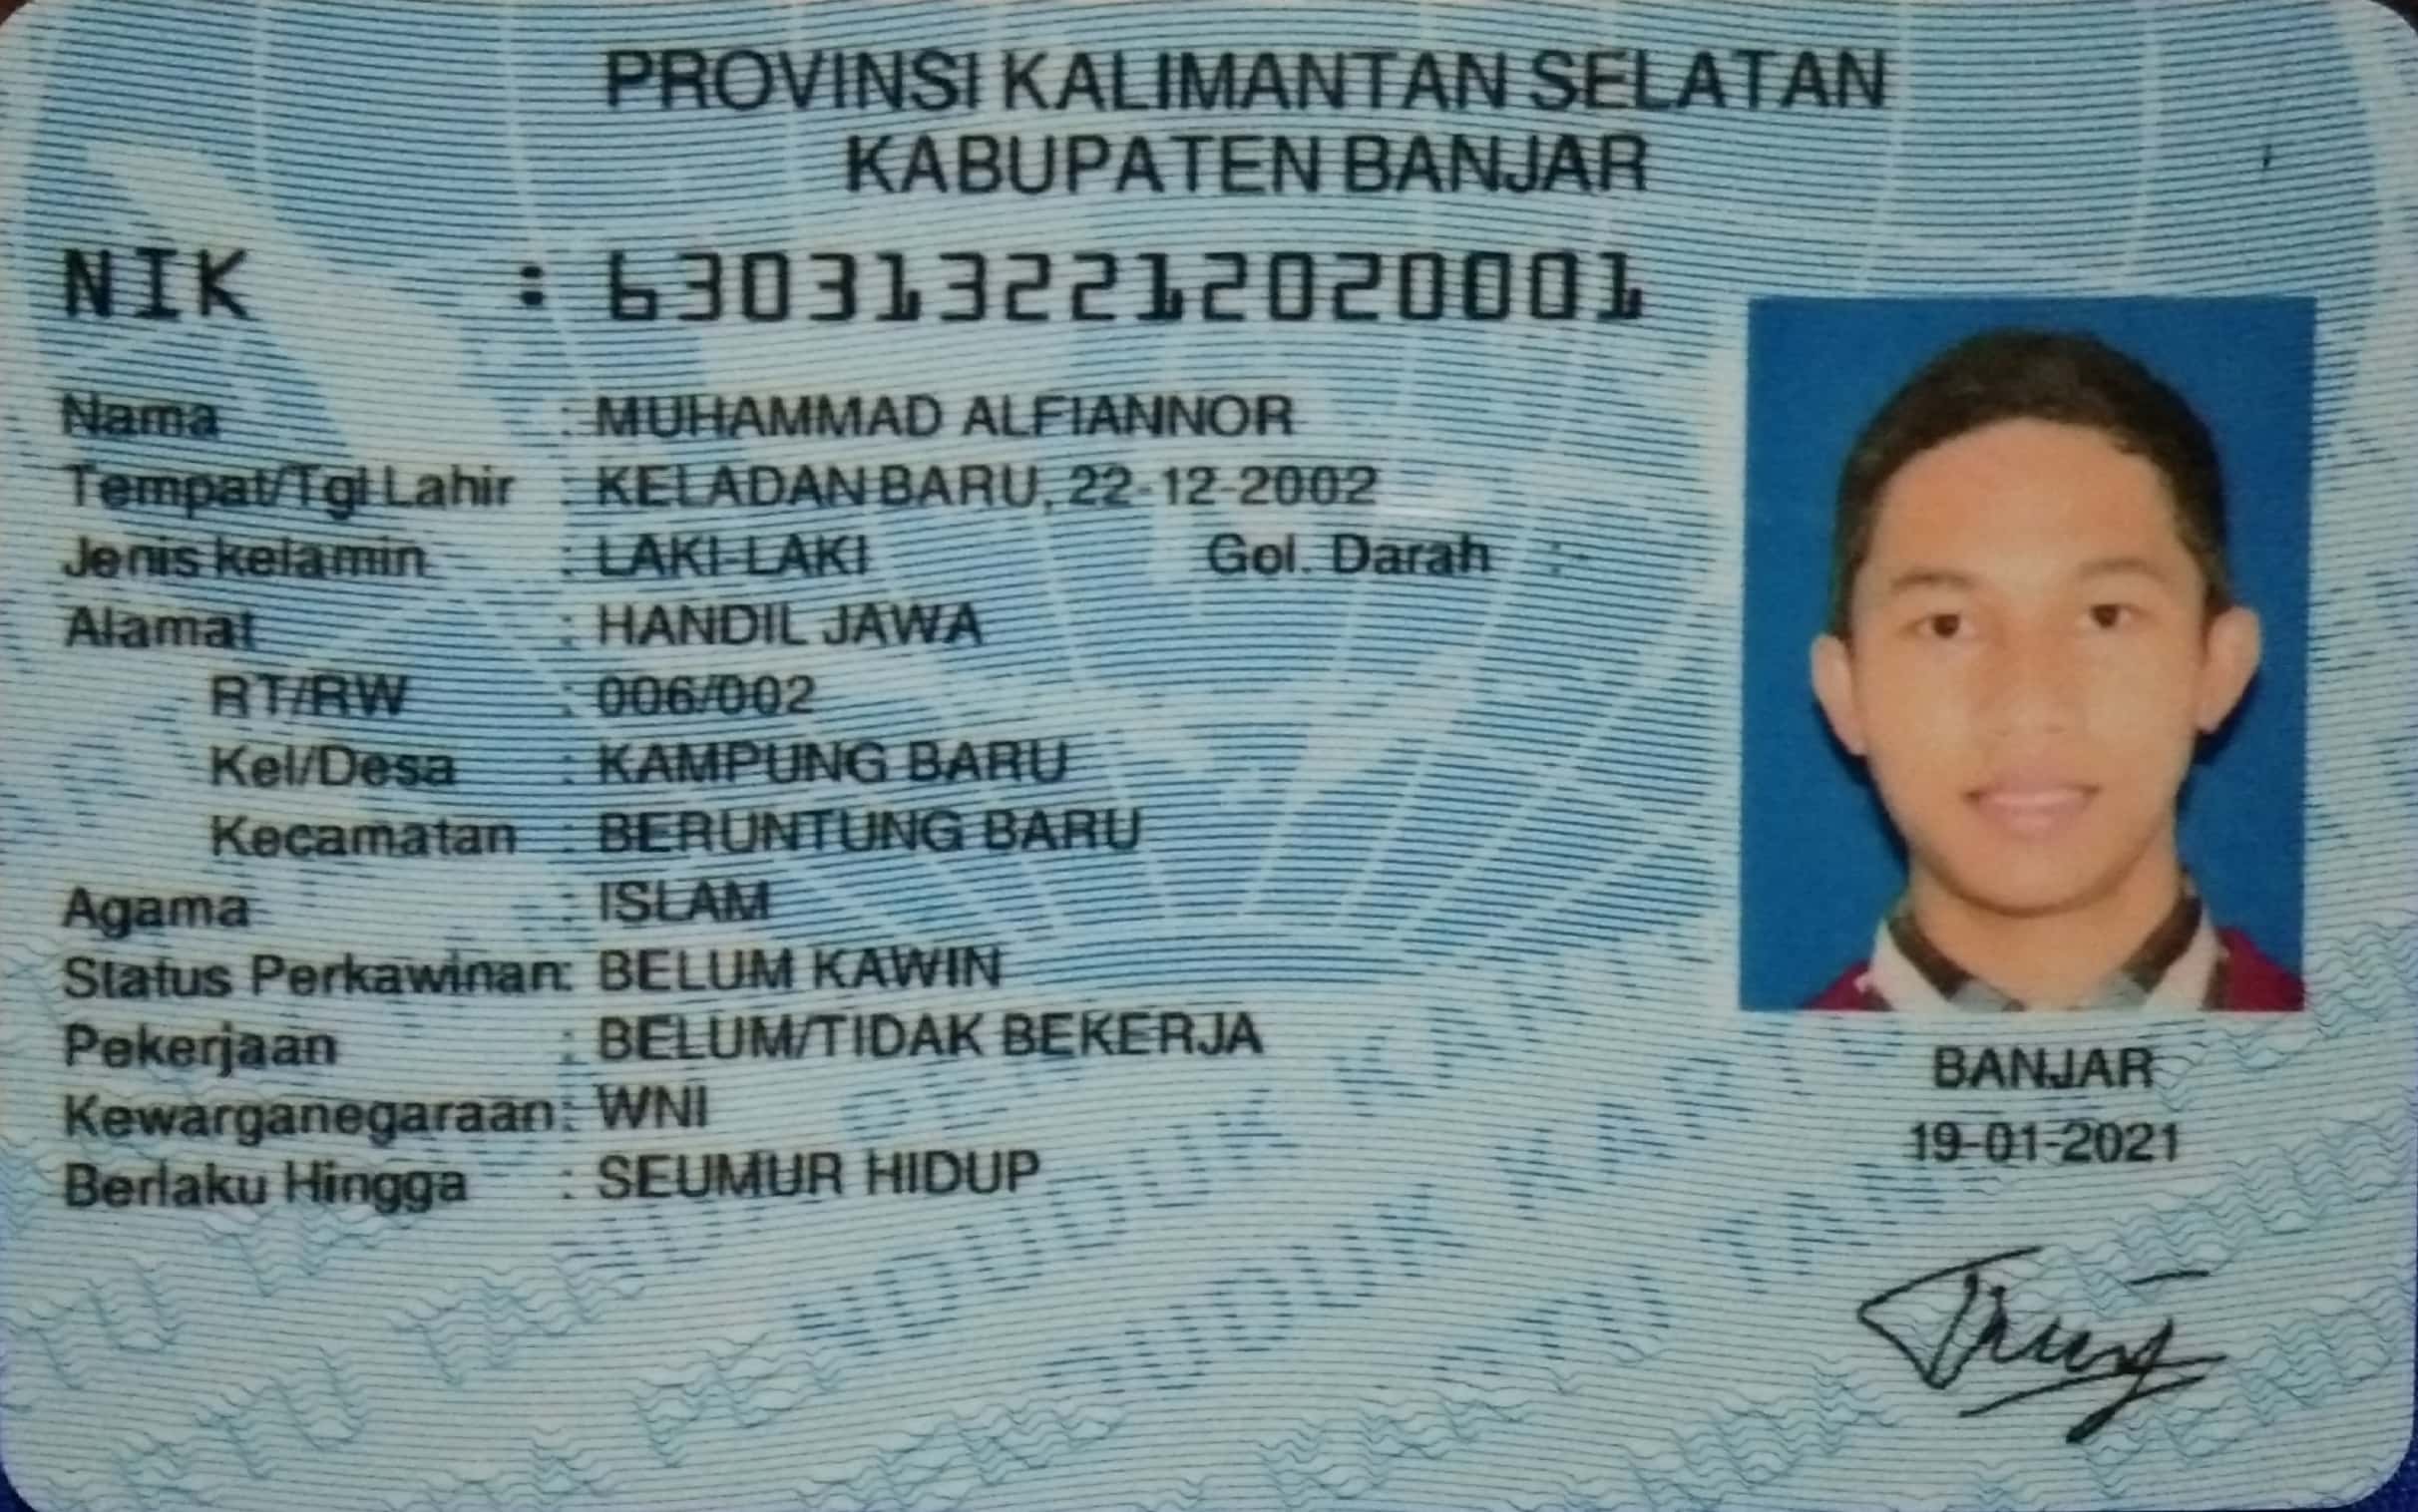 PROVINSI KALIMANTAN SELATAN
KABUPATEN BANJAR
NIK : 6303132212020001
Nama : MUHAMMAD ALFIANNOR
Tempat/Tgl Lahir : KELADAN BARU, 22-12-2002
Jenis kelamin : LAKI-LAKI Gol. Darah : -
Alamat : HANDIL JAWA
RT/RW : 006/002
Kel/Desa : KAMPUNG BARU
Kecamatan : BERUNTUNG BARU
Agama : ISLAM
Status Perkawinan: BELUM KAWIN
Pekerjaan : BELUM/TIDAK BEKERJA
Kewarganegaraan: WNI
Berlaku Hingga : SEUMUR HIDUP
BANJAR
19-01-2021